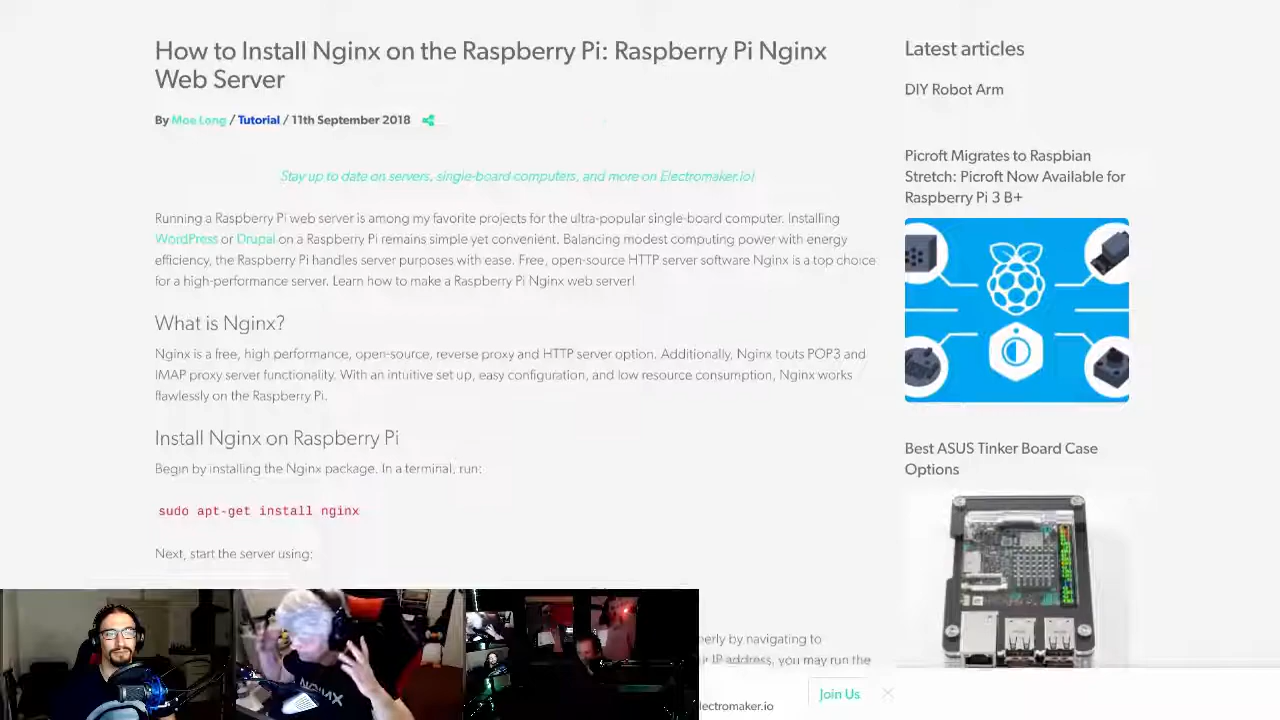 How to Install Nginx on the Raspberry Pi: Raspberry Pi Nginx
Web Server
By Moe Long / Tutorial / 11th September 2018
Stay up to date on servers, single-board computers, and more on Electromaker.io!
Running a Raspberry Pi web server is among my favorite projects for the ultra-popular single-board computer. Installing
WordPress or Drupal on a Raspberry Pi remains simple yet convenient. Balancing modest computing power with energy
efficiency, the Raspberry Pi handles server purposes with ease. Free, open-source HTTP server software Nginx is a top choice
for a high-performance server. Learn how to make a Raspberry Pi Nginx web server!
What is Nginx?
Nginx is a free, high performance, open-source, reverse proxy and HTTP server option. Additionally, Nginx touts POP3 and
IMAP proxy server functionality. With an intuitive set up, easy configuration, and low resource consumption, Nginx works
flawlessly on the Raspberry Pi.
Install Nginx on Raspberry Pi
Begin by installing the Nginx package. In a terminal, run:
sudo apt-get install nginx
Next, start the server using:
erly by navigating to
IP address, you may run the
lectromaker.io
Join Us
Latest articles
DIY Robot Arm
Picroft Migrates to Raspbian
Stretch: Picroft Now Available for
Raspberry Pi 3 B+
Best ASUS Tinker Board Case
Options
NGINX